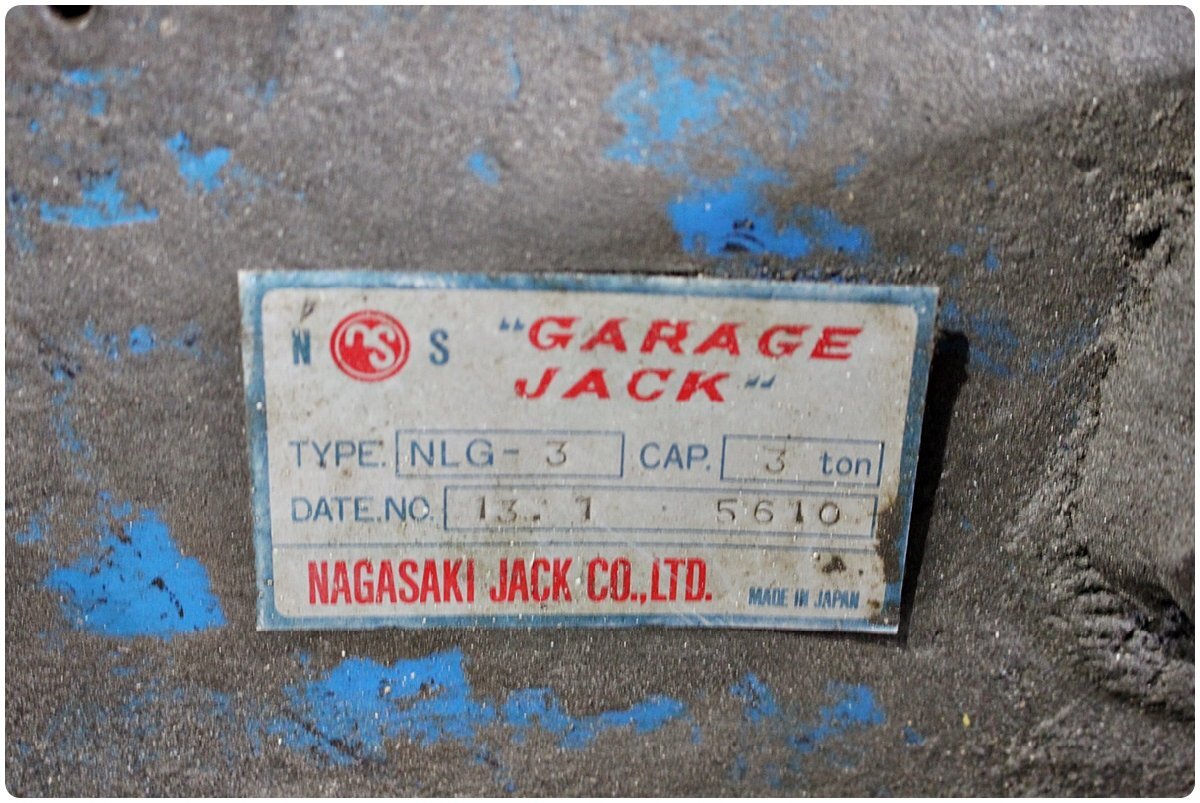 N GS S "GARAGE
JACK"
TYPE. NLG-3 CAP. 3 ton
DATE.NO. 13. 1 5610
NAGASAKI JACK CO.,LTD. MADE IN JAPAN